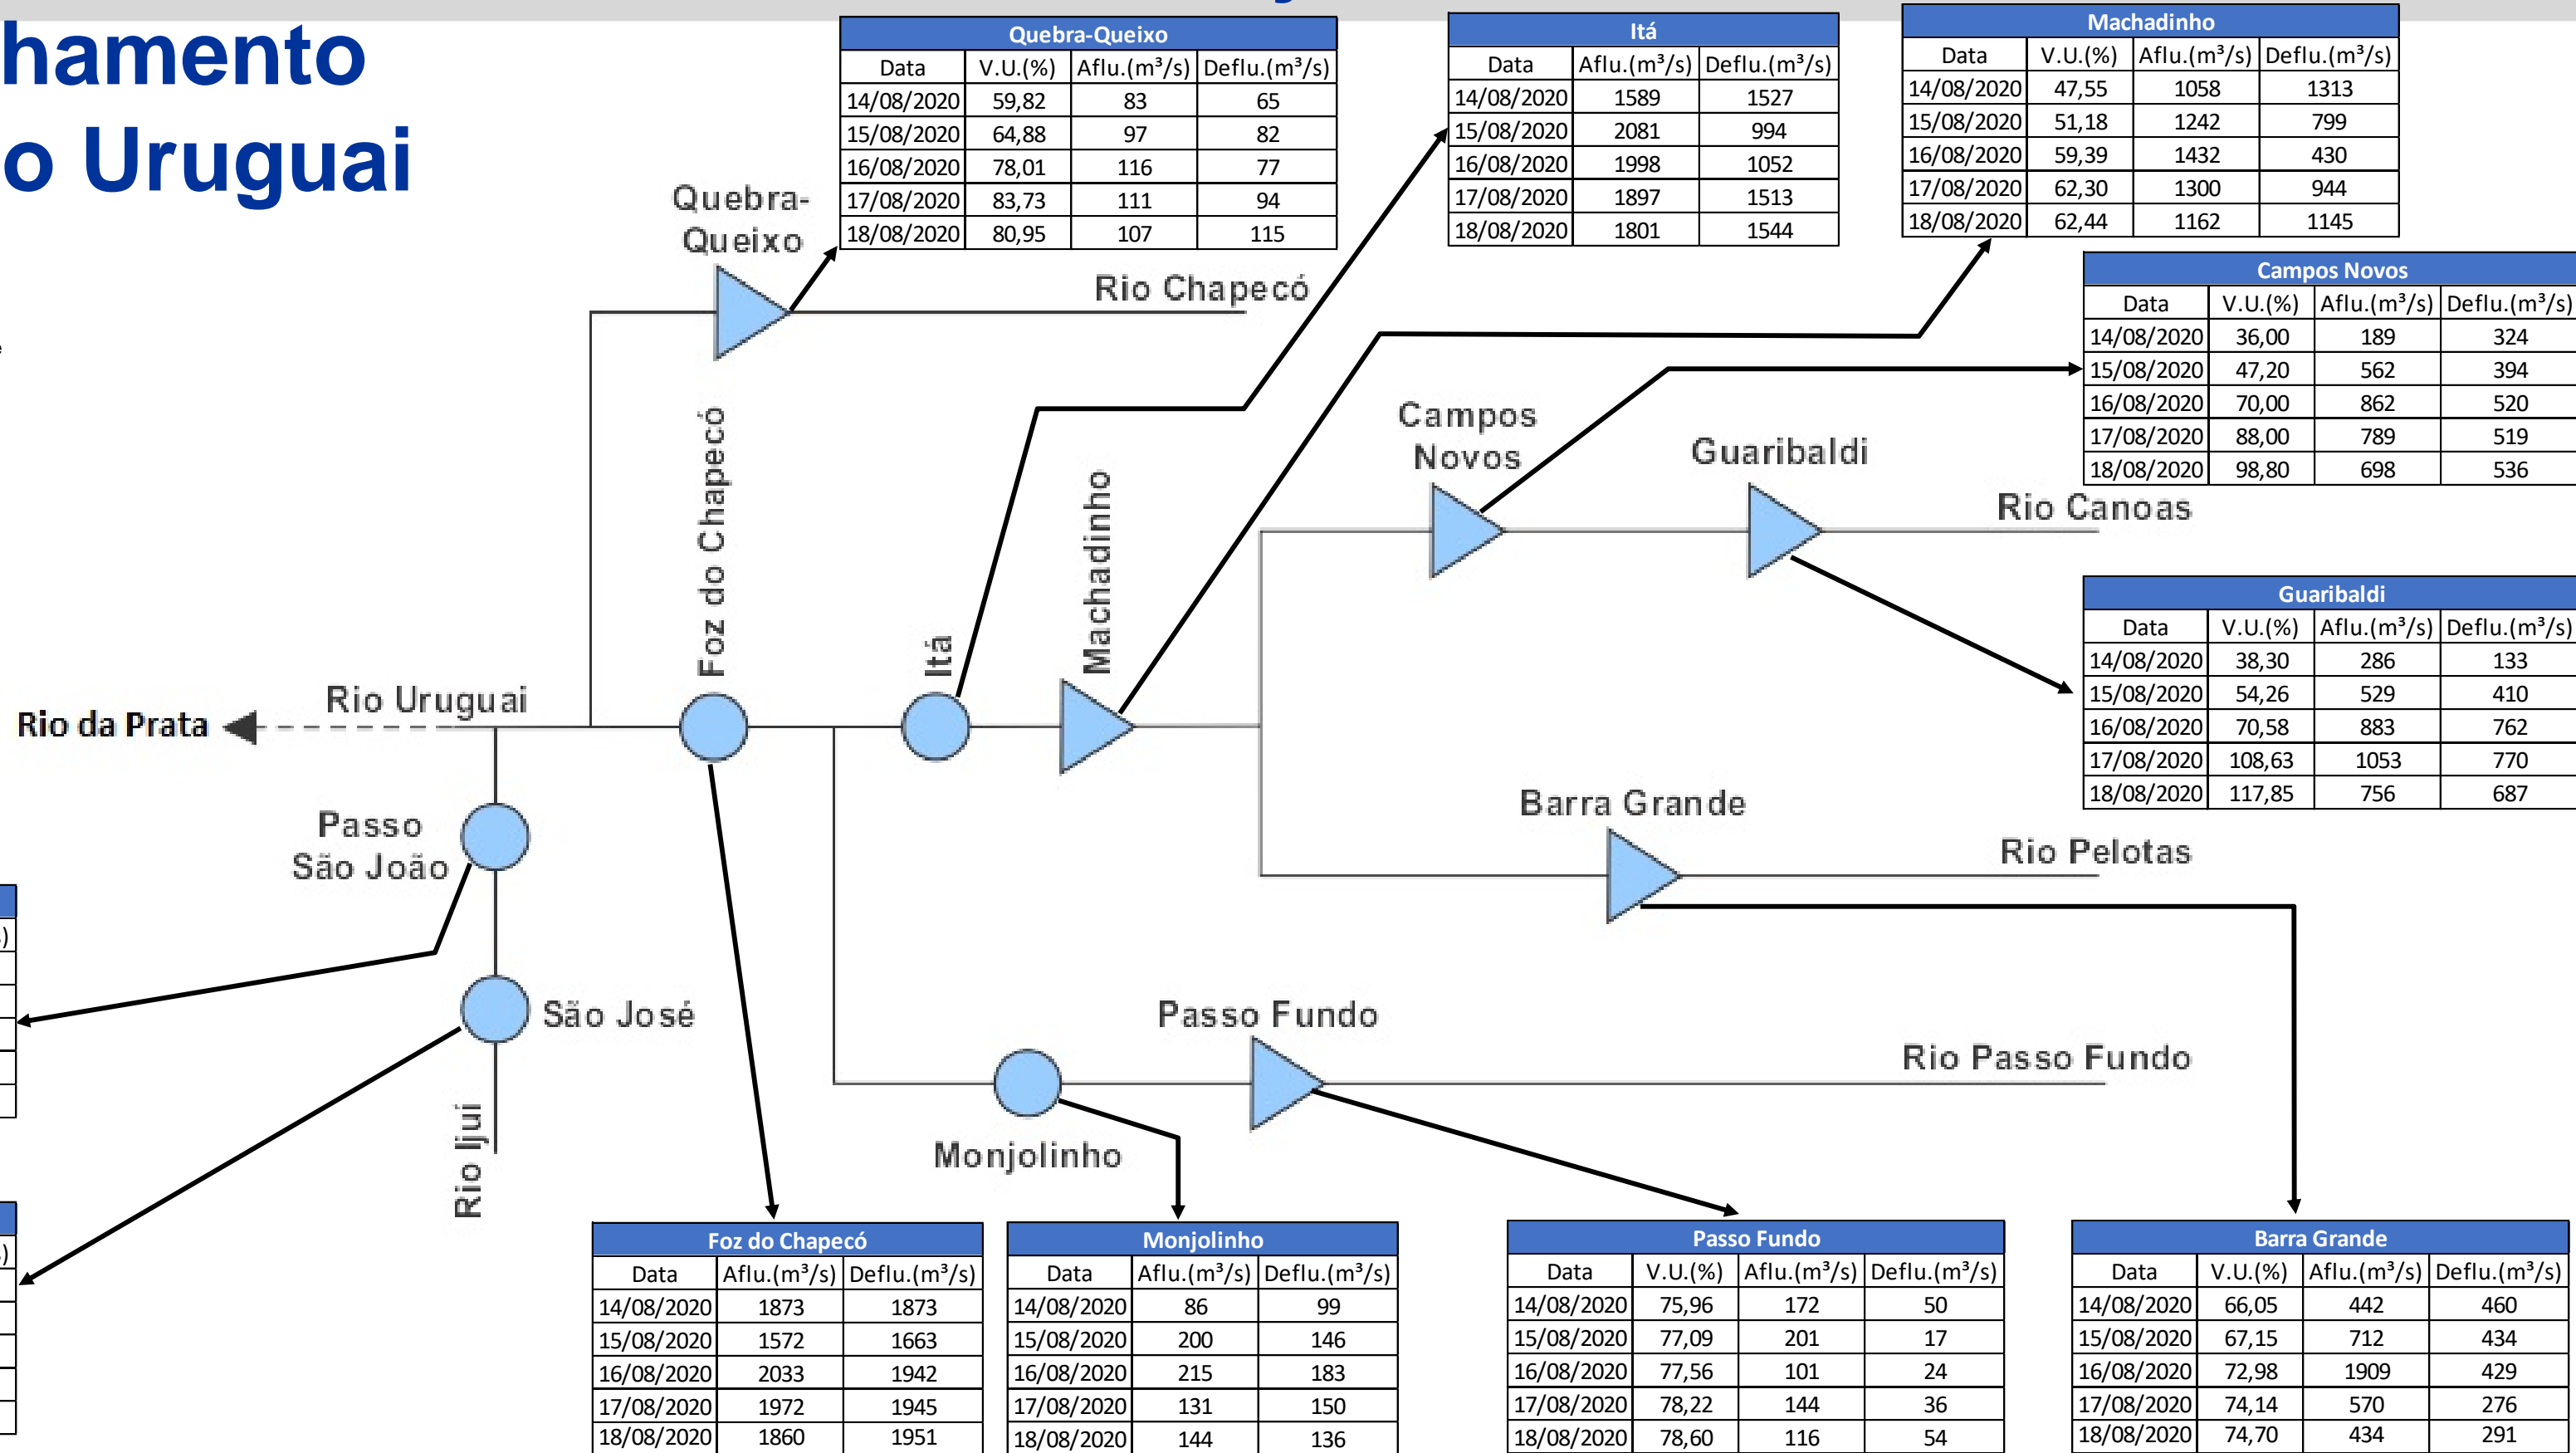 hamento
o Uruguai
Quebra-Queixo
Data V.U.(%) Aflu.(m³/s) Deflu.(m³/s)
14/08/2020 59,82 83 65
15/08/2020 64,88 97 82
16/08/2020 78,01 116 77
17/08/2020 83,73 111 94
18/08/2020 80,95 107 115
Itá
Data Aflu.(m³/s) Deflu.(m³/s)
14/08/2020 1589 1527
15/08/2020 2081 994
16/08/2020 1998 1052
17/08/2020 1897 1513
18/08/2020 1801 1544
Machadinho
Data V.U.(%) Aflu.(m³/s) Deflu.(m³/s)
14/08/2020 47,55 1058 1313
15/08/2020 51,18 1242 799
16/08/2020 59,39 1432 430
17/08/2020 62,30 1300 944
18/08/2020 62,44 1162 1145
Campos Novos
Data V.U.(%) Aflu.(m³/s) Deflu.(m³/s)
14/08/2020 36,00 189 324
15/08/2020 47,20 562 394
16/08/2020 70,00 862 520
17/08/2020 88,00 789 519
18/08/2020 98,80 698 536
Quebra-
Queixo
Rio Chapecó
Foz do Chapecó
Itá
Machadinho
Campos
Novos
Guaribaldi
Rio Canoas
Guaribaldi
Data V.U.(%) Aflu.(m³/s) Deflu.(m³/s)
14/08/2020 38,30 286 133
15/08/2020 54,26 529 410
16/08/2020 70,58 883 762
17/08/2020 108,63 1053 770
18/08/2020 117,85 756 687
Rio da Prata
Rio Uruguai
Passo
São João
São José
Rio Ijuí
Barra Grande
Rio Pelotas
Passo Fundo
Rio Passo Fundo
Monjolinho
Foz do Chapecó
Data Aflu.(m³/s) Deflu.(m³/s)
14/08/2020 1873 1873
15/08/2020 1572 1663
16/08/2020 2033 1942
17/08/2020 1972 1945
18/08/2020 1860 1951
Monjolinho
Data Aflu.(m³/s) Deflu.(m³/s)
14/08/2020 86 99
15/08/2020 200 146
16/08/2020 215 183
17/08/2020 131 150
18/08/2020 144 136
Passo Fundo
Data V.U.(%) Aflu.(m³/s) Deflu.(m³/s)
14/08/2020 75,96 172 50
15/08/2020 77,09 201 17
16/08/2020 77,56 101 24
17/08/2020 78,22 144 36
18/08/2020 78,60 116 54
Barra Grande
Data V.U.(%) Aflu.(m³/s) Deflu.(m³/s)
14/08/2020 66,05 442 460
15/08/2020 67,15 712 434
16/08/2020 72,98 1909 429
17/08/2020 74,14 570 276
18/08/2020 74,70 434 291